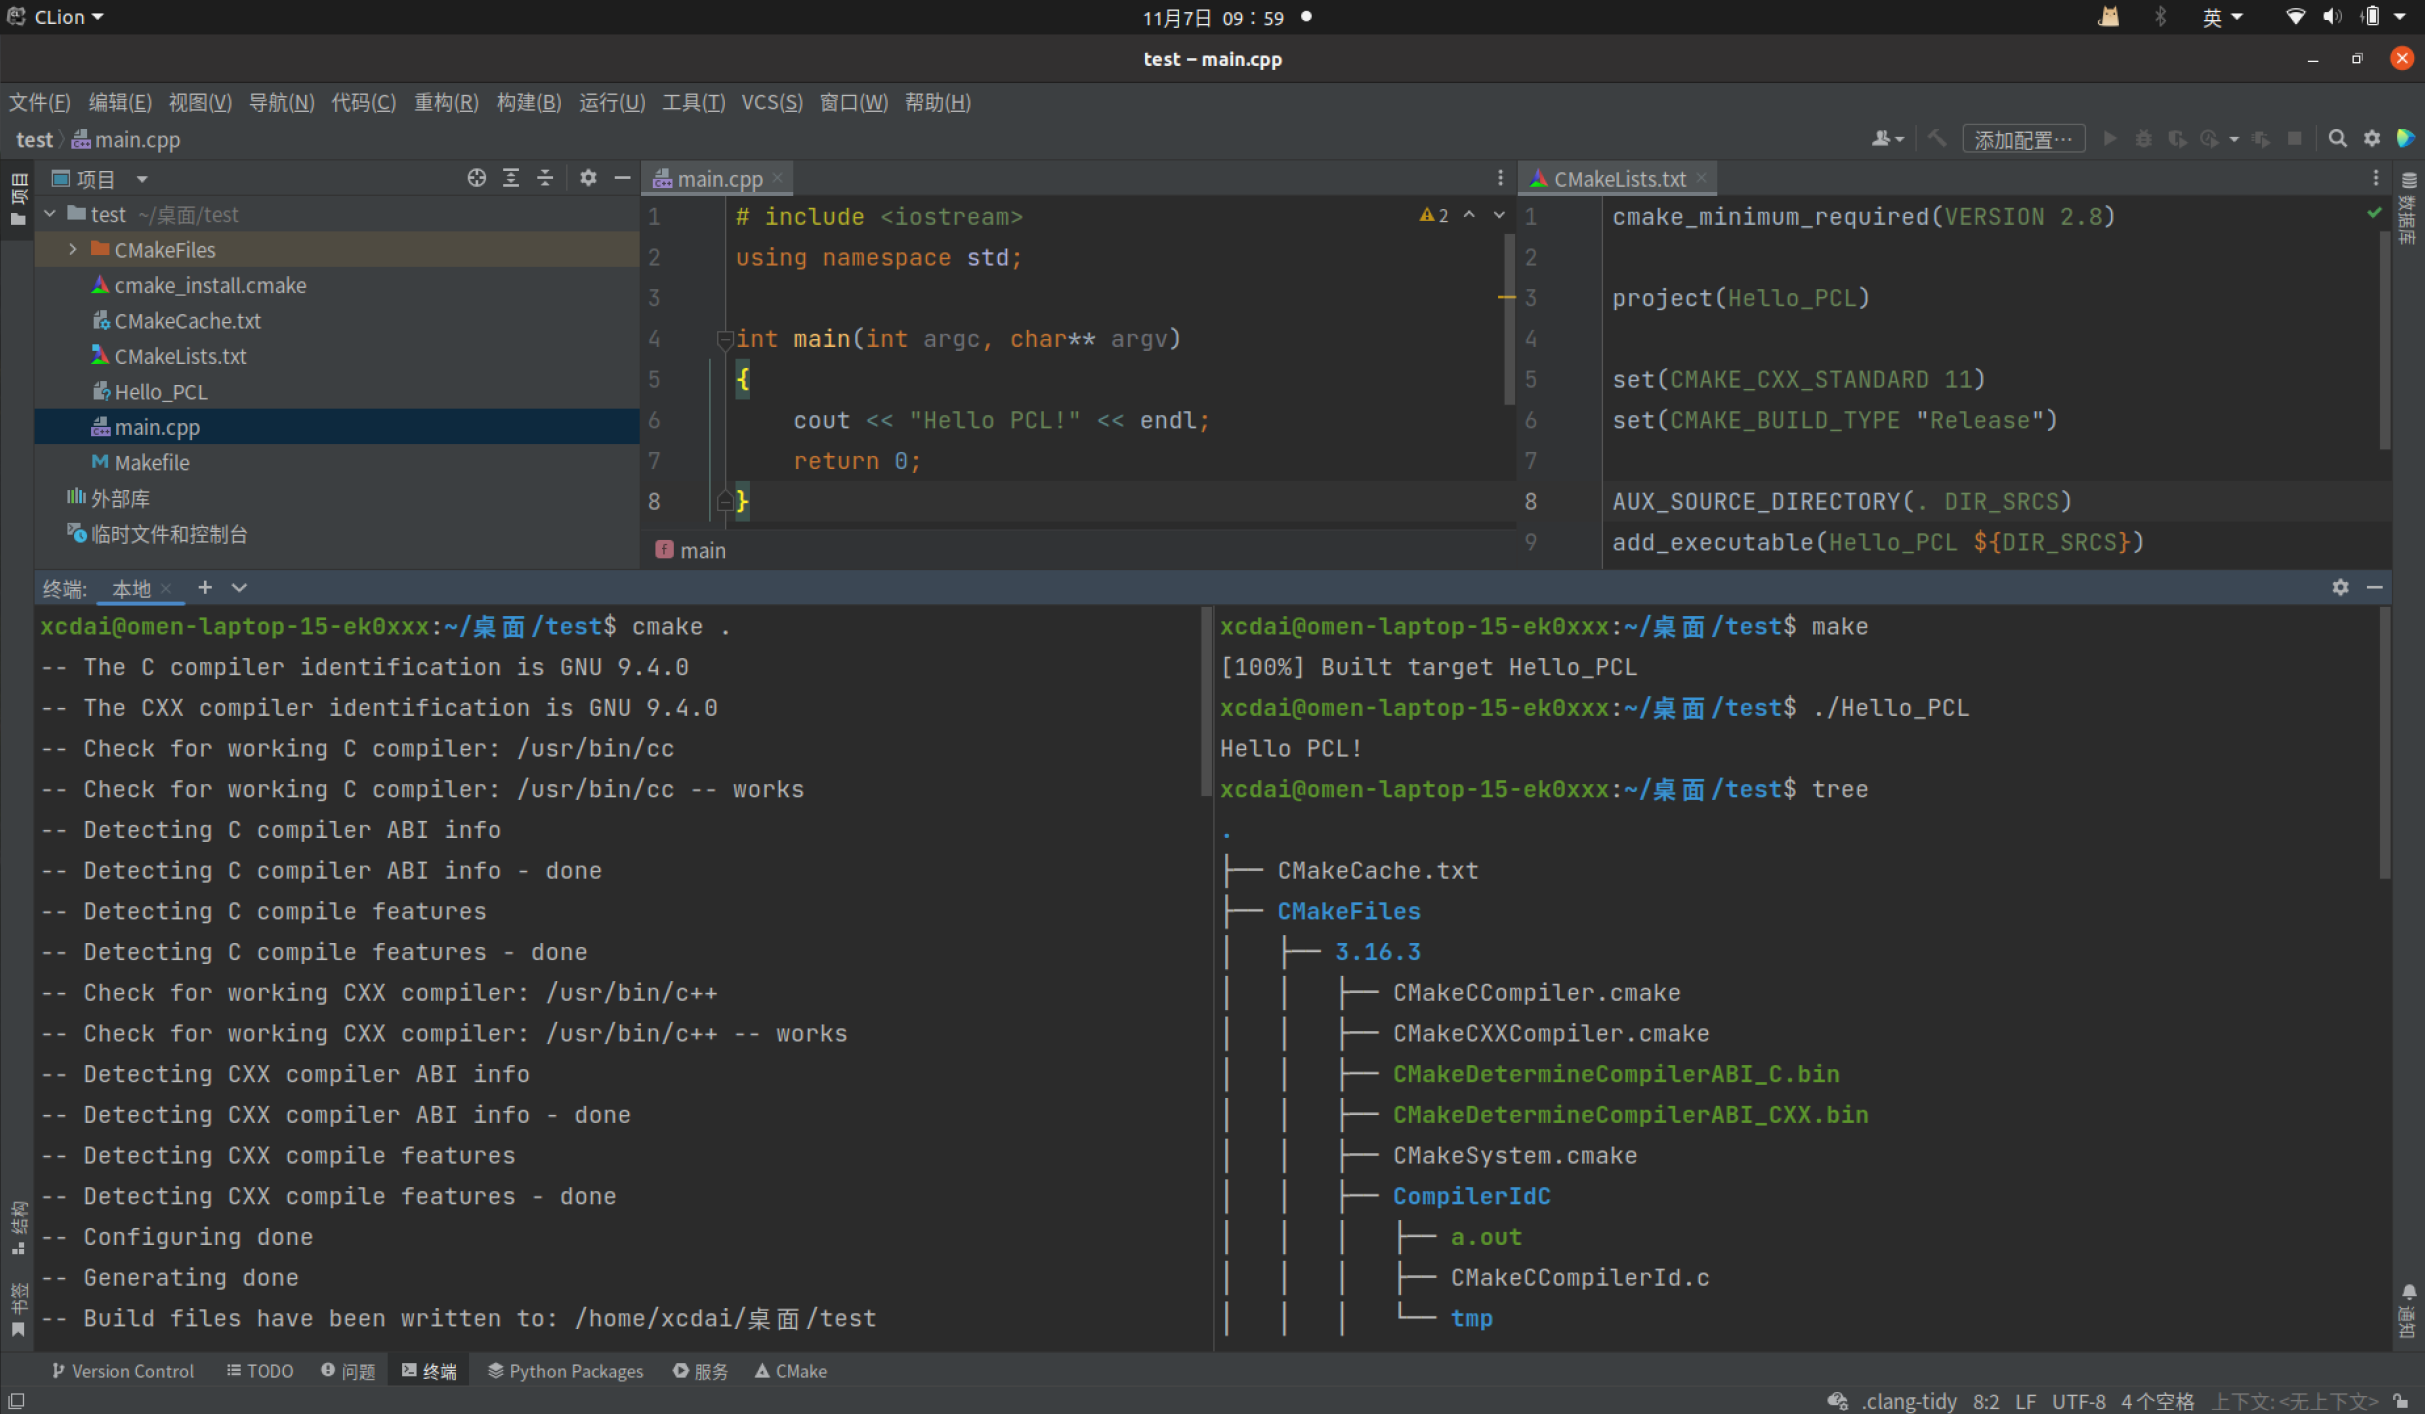 CLion
11月7日 09：59
英
test – main.cpp
文件(F) 编辑(E) 视图(V) 导航(N) 代码(C) 重构(R) 构建(B) 运行(U) 工具(T) VCS(S) 窗口(W) 帮助(H)
test main.cpp
添加配置…
项目
项目
test ~/桌面/test
CMakeFiles
cmake_install.cmake
CMakeCache.txt
CMakeLists.txt
Hello_PCL
main.cpp
Makefile
外部库
临时文件和控制台
main.cpp
2
1 # include <iostream>
2 using namespace std;
3
4 int main(int argc, char** argv)
5 {
6 cout << "Hello PCL!" << endl;
7 return 0;
8 }
main
CMakeLists.txt
1 cmake_minimum_required(VERSION 2.8)
2
3 project(Hello_PCL)
4
5 set(CMAKE_CXX_STANDARD 11)
6 set(CMAKE_BUILD_TYPE "Release")
7
8 AUX_SOURCE_DIRECTORY(. DIR_SRCS)
9 add_executable(Hello_PCL ${DIR_SRCS})
数据库
终端: 本地
xcdai@omen-laptop-15-ek0xxx:~/桌面/test$ cmake .
-- The C compiler identification is GNU 9.4.0
-- The CXX compiler identification is GNU 9.4.0
-- Check for working C compiler: /usr/bin/cc
-- Check for working C compiler: /usr/bin/cc -- works
-- Detecting C compiler ABI info
-- Detecting C compiler ABI info - done
-- Detecting C compile features
-- Detecting C compile features - done
-- Check for working CXX compiler: /usr/bin/c++
-- Check for working CXX compiler: /usr/bin/c++ -- works
-- Detecting CXX compiler ABI info
-- Detecting CXX compiler ABI info - done
-- Detecting CXX compile features
-- Detecting CXX compile features - done
-- Configuring done
-- Generating done
-- Build files have been written to: /home/xcdai/桌面/test
xcdai@omen-laptop-15-ek0xxx:~/桌面/test$ make
[100%] Built target Hello_PCL
xcdai@omen-laptop-15-ek0xxx:~/桌面/test$ ./Hello_PCL
Hello PCL!
xcdai@omen-laptop-15-ek0xxx:~/桌面/test$ tree
.
├── CMakeCache.txt
├── CMakeFiles
│   ├── 3.16.3
│   │   ├── CMakeCCompiler.cmake
│   │   ├── CMakeCXXCompiler.cmake
│   │   ├── CMakeDetermineCompilerABI_C.bin
│   │   ├── CMakeDetermineCompilerABI_CXX.bin
│   │   ├── CMakeSystem.cmake
│   │   ├── CompilerIdC
│   │   │   ├── a.out
│   │   │   ├── CMakeCCompilerId.c
│   │   │   └── tmp
结构
书签
通知
Version Control TODO 问题 终端 Python Packages 服务 CMake
.clang-tidy 8:2 LF UTF-8 4 个空格 上下文: <无上下文>